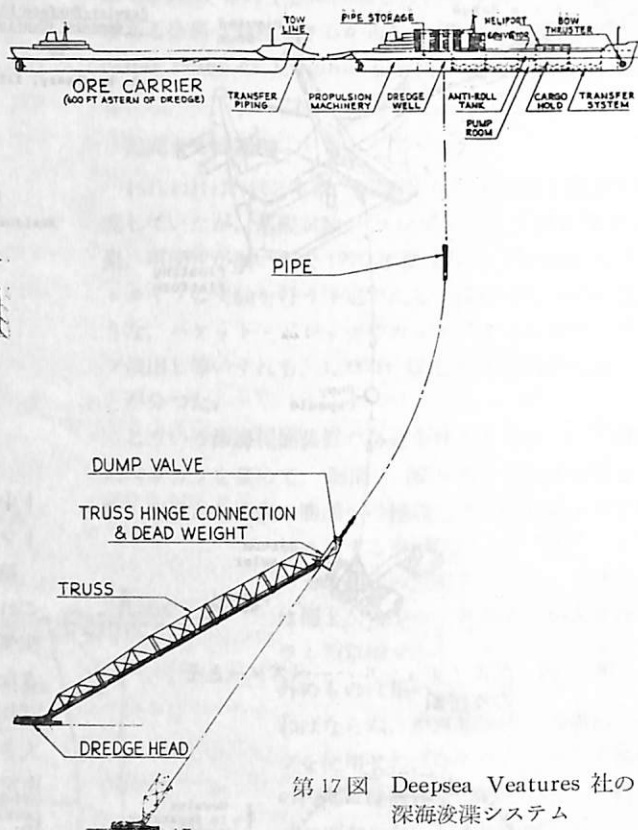 TOW
LINE
PIPE STORAGE
HELIPORT
CONVEYOR
BOW
THRUSTER
ORE CARRIER
(600 FT ASTERN OF DREDGE)
TRANSFER
PIPING
PROPULSION
MACHINERY
DREDGE
WELL
ANTI-ROLL
TANK
PUMP
ROOM
CARGO
HOLD
TRANSFER
SYSTEM
PIPE
DUMP VALVE
TRUSS HINGE CONNECTION
& DEAD WEIGHT
TRUSS
DREDGE HEAD
第17図 Deepsea Veatures 社の
深海浚渫システム